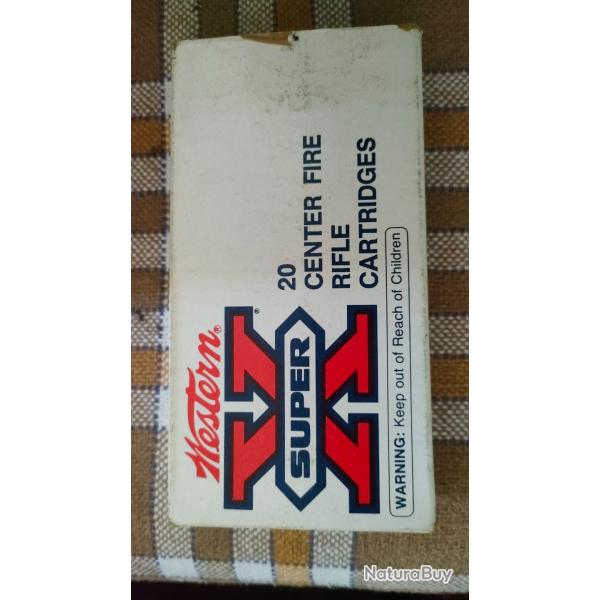 Western®
SUPER X®
20
CENTER FIRE
RIFLE
CARTRIDGES
WARNING: Keep out of Reach of Children
NaturaBuy